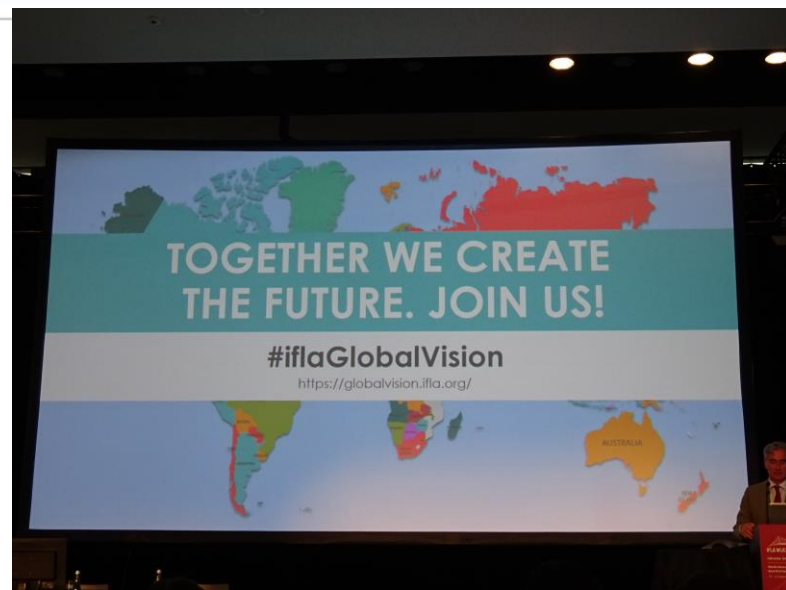 TOGETHER WE CREATE
THE FUTURE. JOIN US!
#iflaGlobalVision
https://globalvision.ifla.org/
AUSTRALIA